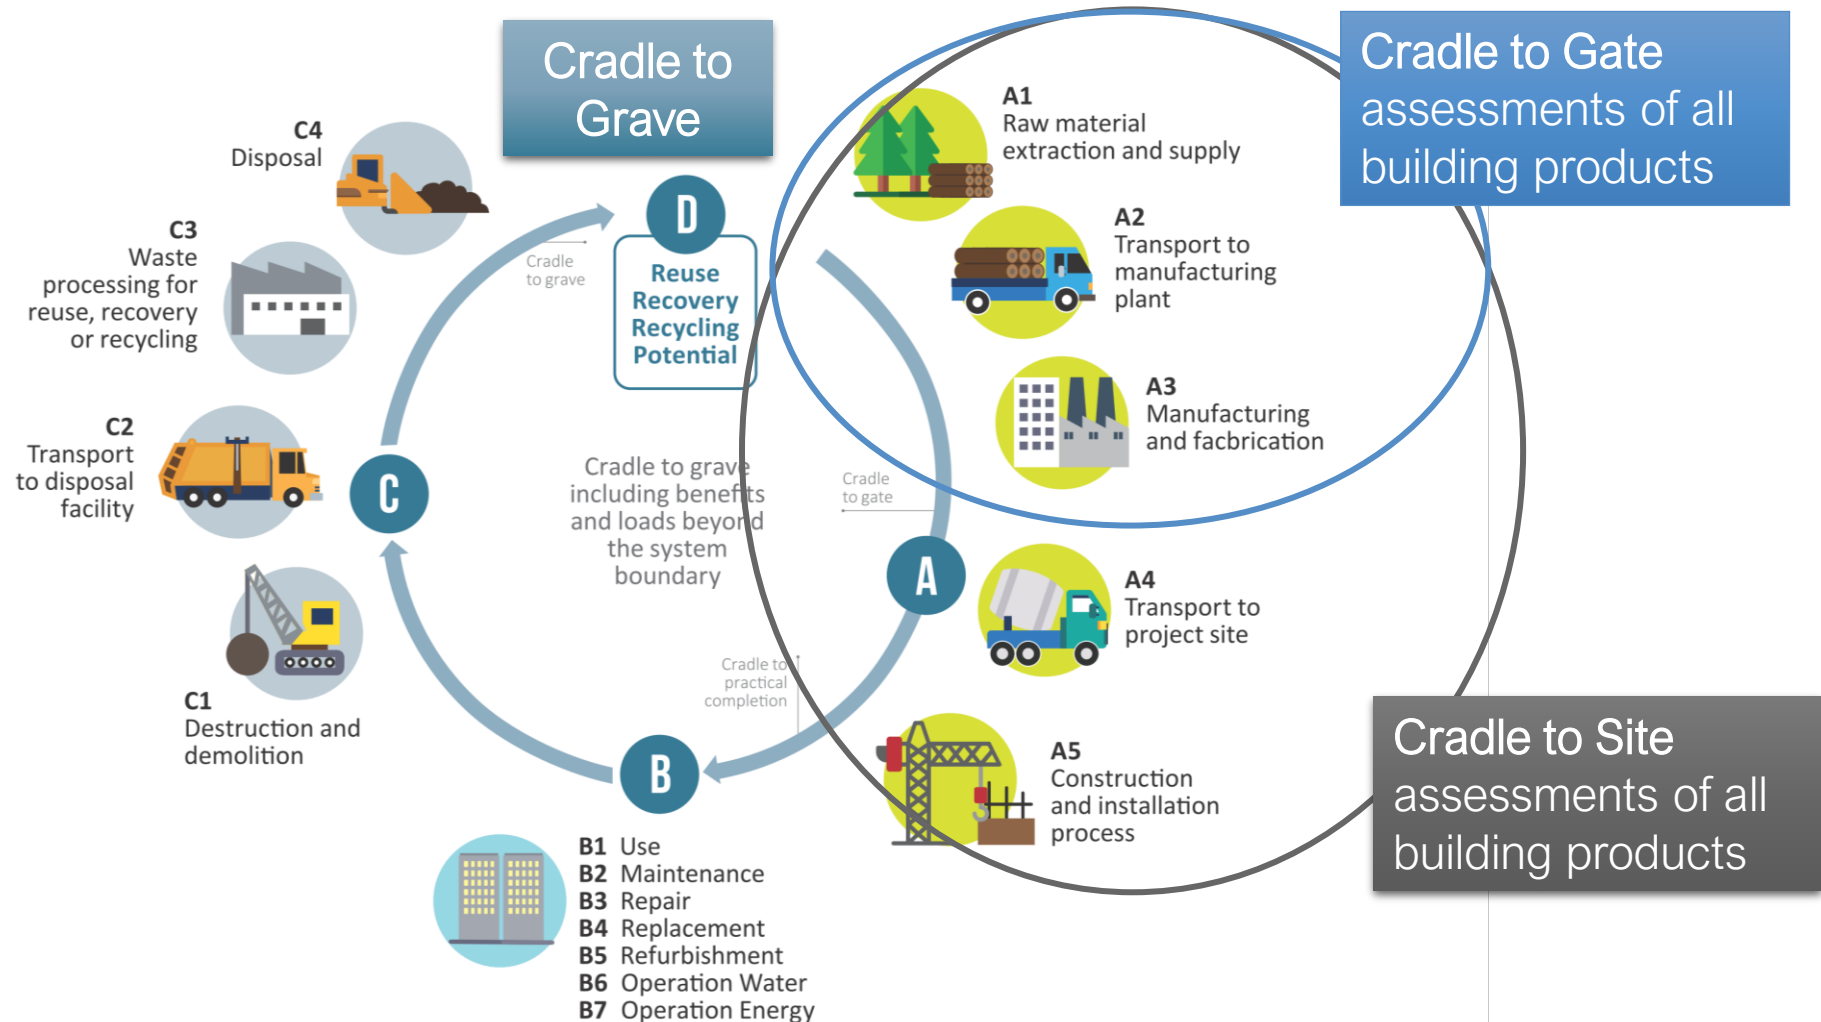 Cradle to
Grave
Cradle to Gate
assessments of all
building products
A1
Raw material
extraction and supply
A2
Transport to
manufacturing
plant
A3
Manufacturing
and facbrication
A4
Transport to
project site
A5
Construction
and installation
process
Cradle to Site
assessments of all
building products
C4
Disposal
C3
Waste
processing for
reuse, recovery
or recycling
C2
Transport
to disposal
facility
C1
Destruction and
demolition
D
Reuse
Recovery
Recycling
Potential
Cradle
to grave
Cradle to grave
including benefits
and loads beyond
the system
boundary
Cradle
to gate
Cradle to
practical
completion
A
B
C
B1 Use
B2 Maintenance
B3 Repair
B4 Replacement
B5 Refurbishment
B6 Operation Water
B7 Operation Energy